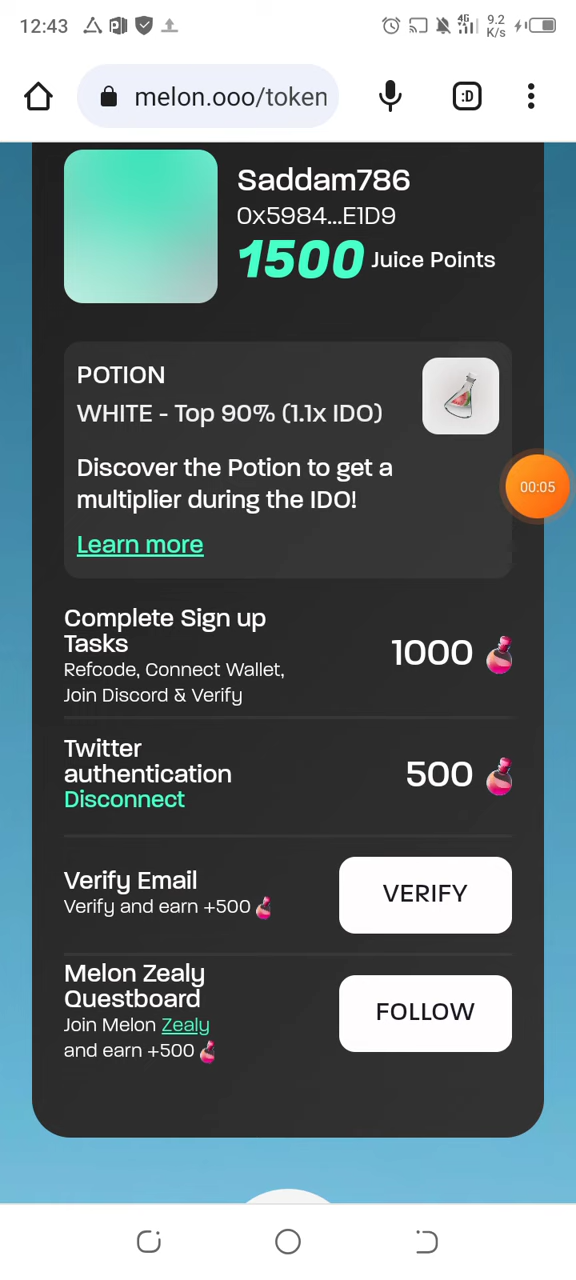 12:43
4G
9.2
K/s
melon.ooo/token
:D
Saddam786
0x5984...E1D9
1500 Juice Points
POTION
WHITE - Top 90% (1.1x IDO)
Discover the Potion to get a
multiplier during the IDO!
Learn more
00:05
Complete Sign up
Tasks
1000
Refcode, Connect Wallet,
Join Discord & Verify
Twitter
authentication
500
Disconnect
Verify Email
VERIFY
Verify and earn +500
Melon Zealy
Questboard
FOLLOW
Join Melon Zealy
and earn +500